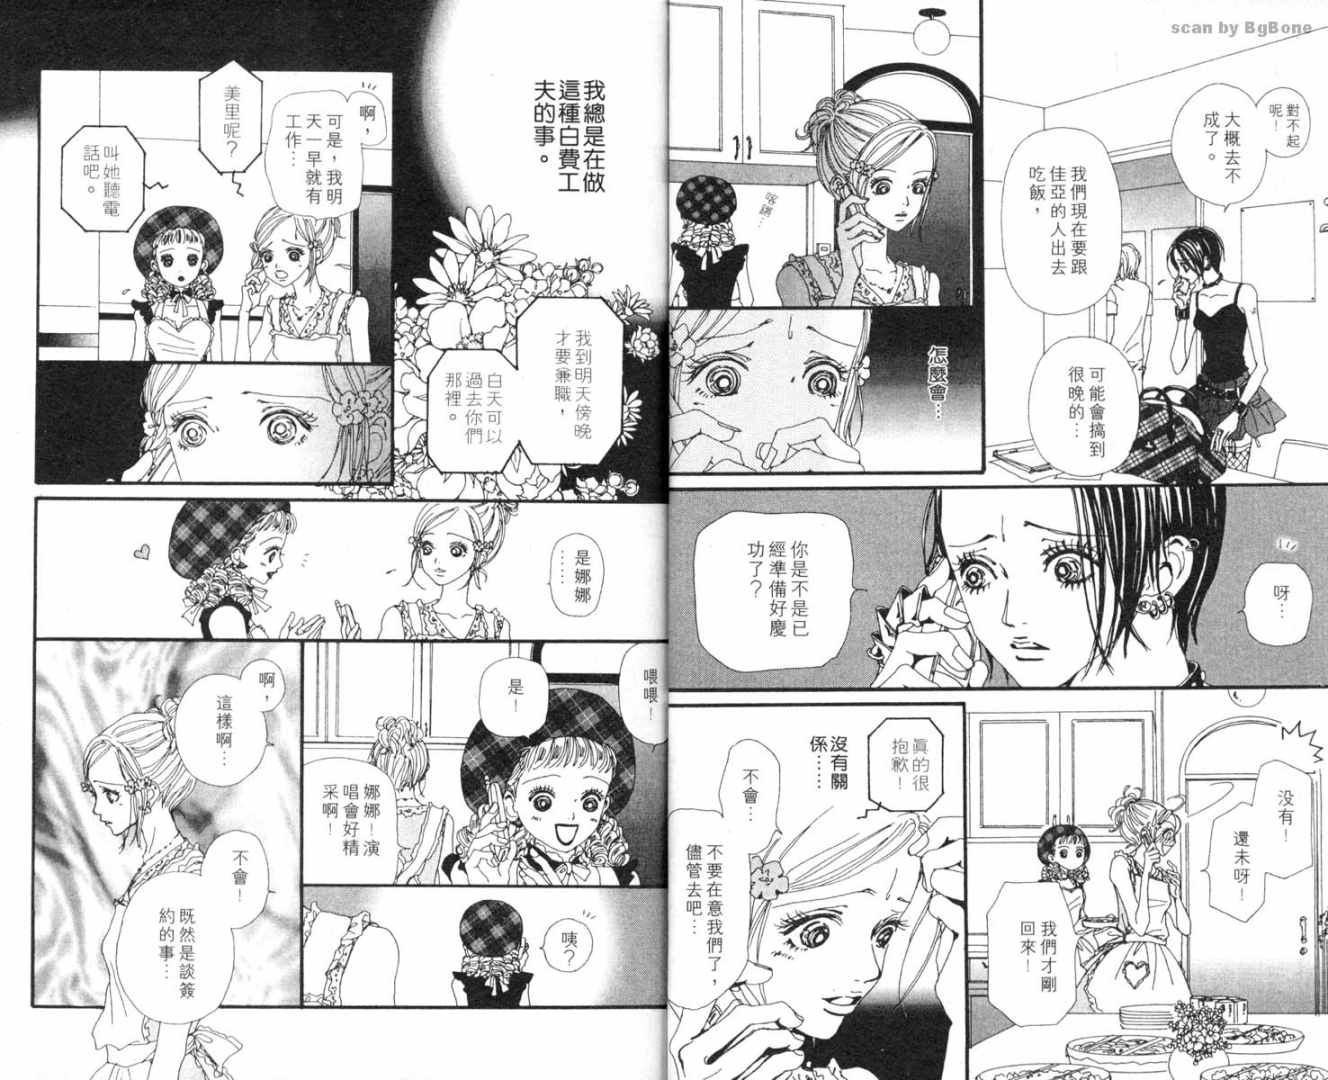 scan by BgBone
對不起
呢！
大概去不
成了。
我們現在要跟
佳亞的人出去
吃飯，
可能會搞到
很晚的…
喀鏘…
怎麼會…
呀…
你是不是已
經準備好慶
功了？
没有！
還未呀！
我們才剛
回來！
真的很
抱歉！
沒有關
係……
不會…
不要在意我們了，
儘管去吧…
我總是在做
這種白費工
夫的事。
我到明天傍晚
才要兼職，
白天可以
過去你們
那裡。
啊，
可是，我明
天一早就有
工作…
美里呢？
叫她聽電
話吧。
是娜娜
……
喂喂！
是！
娜娜！演
唱會好精
采啊！
咦？
啊，
這樣啊…
不會！
既然是談簽
約的事…